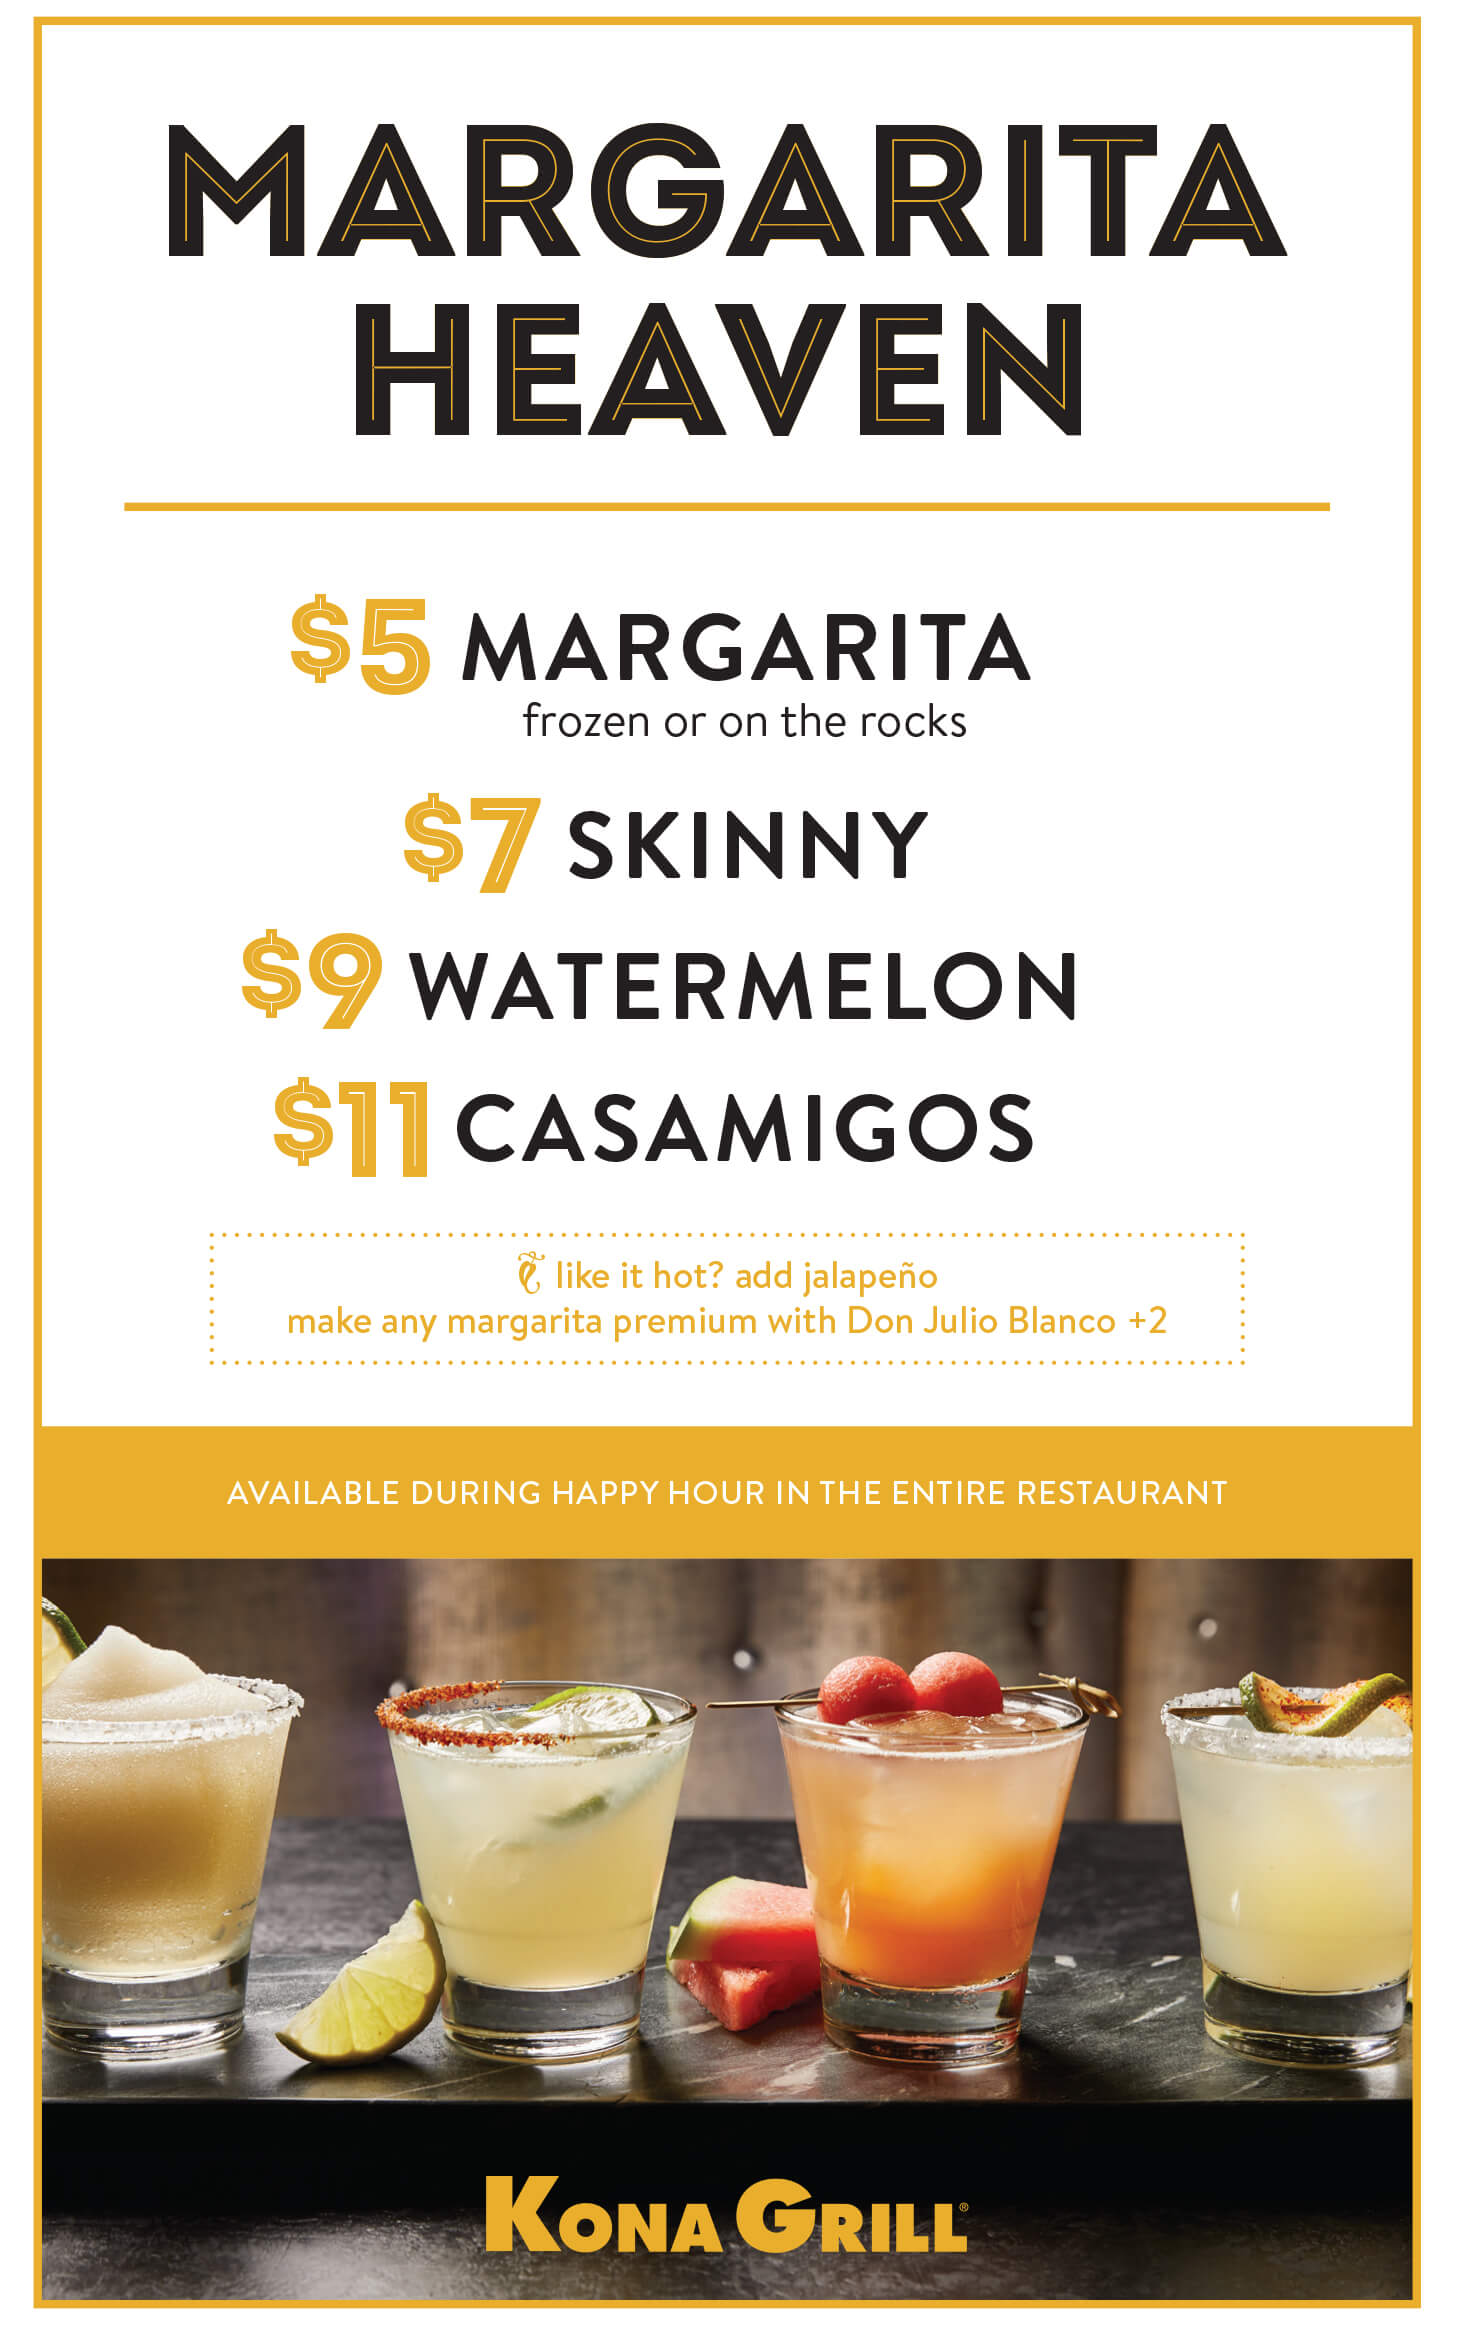 MARGARITA
HEAVEN
$5 MARGARITA
frozen or on the rocks
$7 SKINNY
$9 WATERMELON
$11 CASAMIGOS
like it hot? add jalapeño
make any margarita premium with Don Julio Blanco +2
AVAILABLE DURING HAPPY HOUR IN THE ENTIRE RESTAURANT
KONA GRILL®